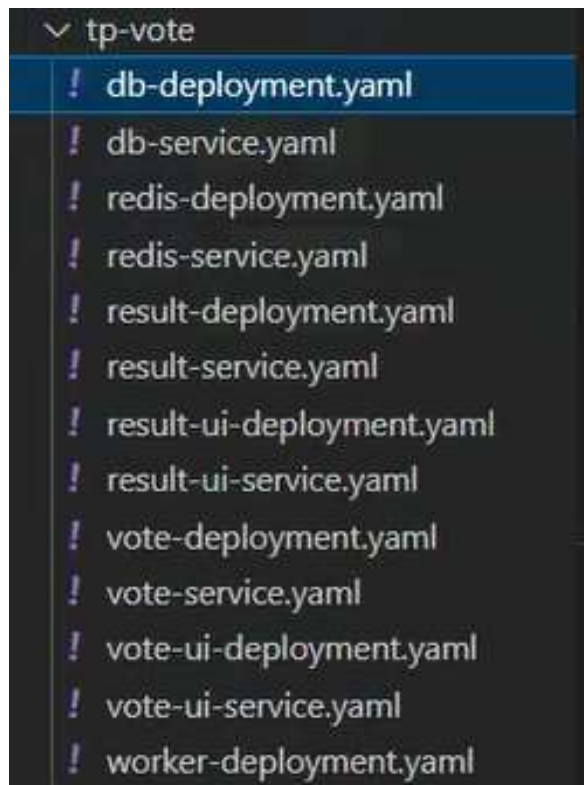 tp-vote
! db-deployment.yaml
! db-service.yaml
! redis-deployment.yaml
! redis-service.yaml
! result-deployment.yaml
! result-service.yaml
! result-ui-deployment.yaml
! result-ui-service.yaml
! vote-deployment.yaml
! vote-service.yaml
! vote-ui-deployment.yaml
! vote-ui-service.yaml
! worker-deployment.yaml